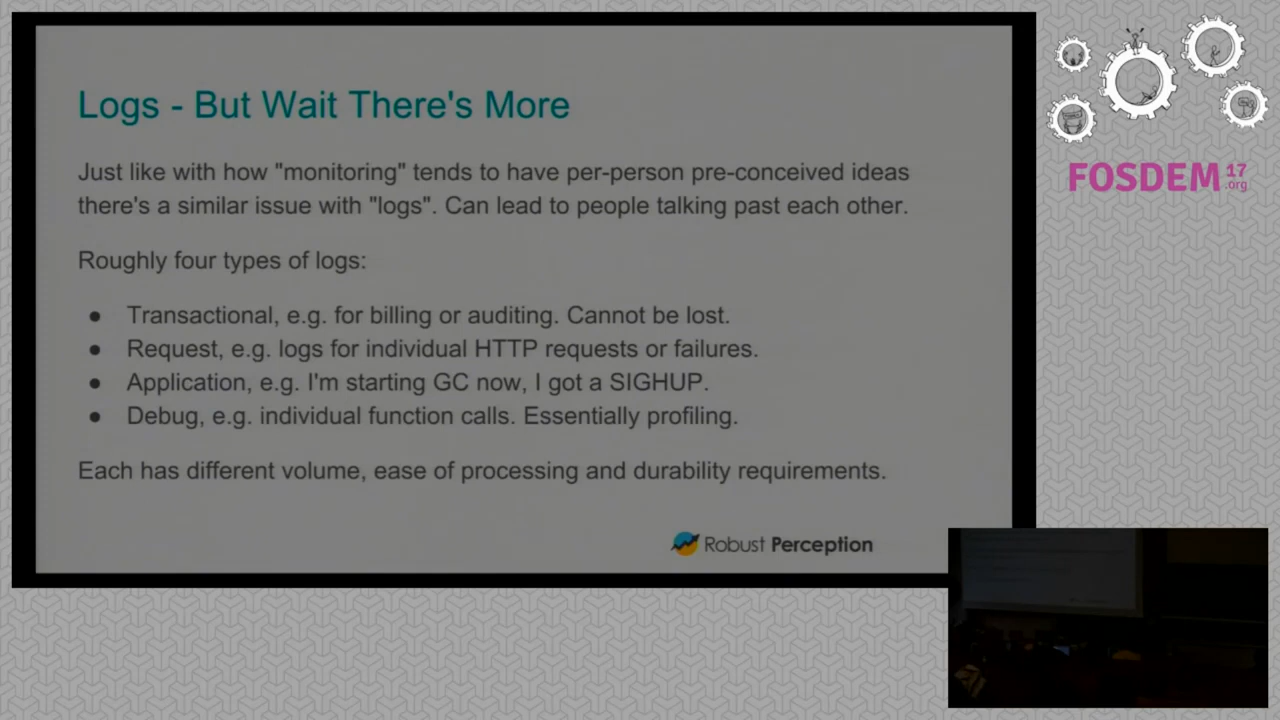 Logs - But Wait There's More
Just like with how "monitoring" tends to have per-person pre-conceived ideas
there's a similar issue with "logs". Can lead to people talking past each other.
Roughly four types of logs:
● Transactional, e.g. for billing or auditing. Cannot be lost.
● Request, e.g. logs for individual HTTP requests or failures.
● Application, e.g. I'm starting GC now, I got a SIGHUP.
● Debug, e.g. individual function calls. Essentially profiling.
Each has different volume, ease of processing and durability requirements.
Robust Perception
FOSDEM 17
.org